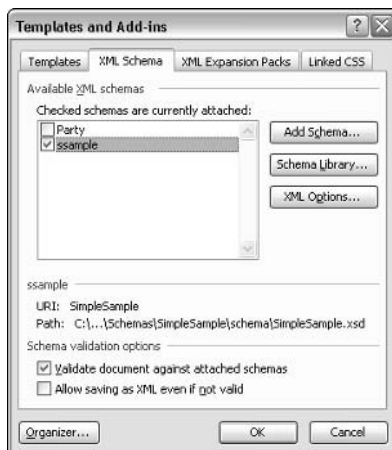 Templates and Add-ins
Templates XML Schema XML Expansion Packs Linked CSS
Available XML schemas
Checked schemas are currently attached:
Party
ssample
Add Schema...
Schema Library...
XML Options...
ssample
URI: SimpleSample
Path: C:\...\Schemas\SimpleSample\schema\SimpleSample.xsd
Schema validation options
Validate document against attached schemas
Allow saving as XML even if not valid
Organizer... OK Cancel